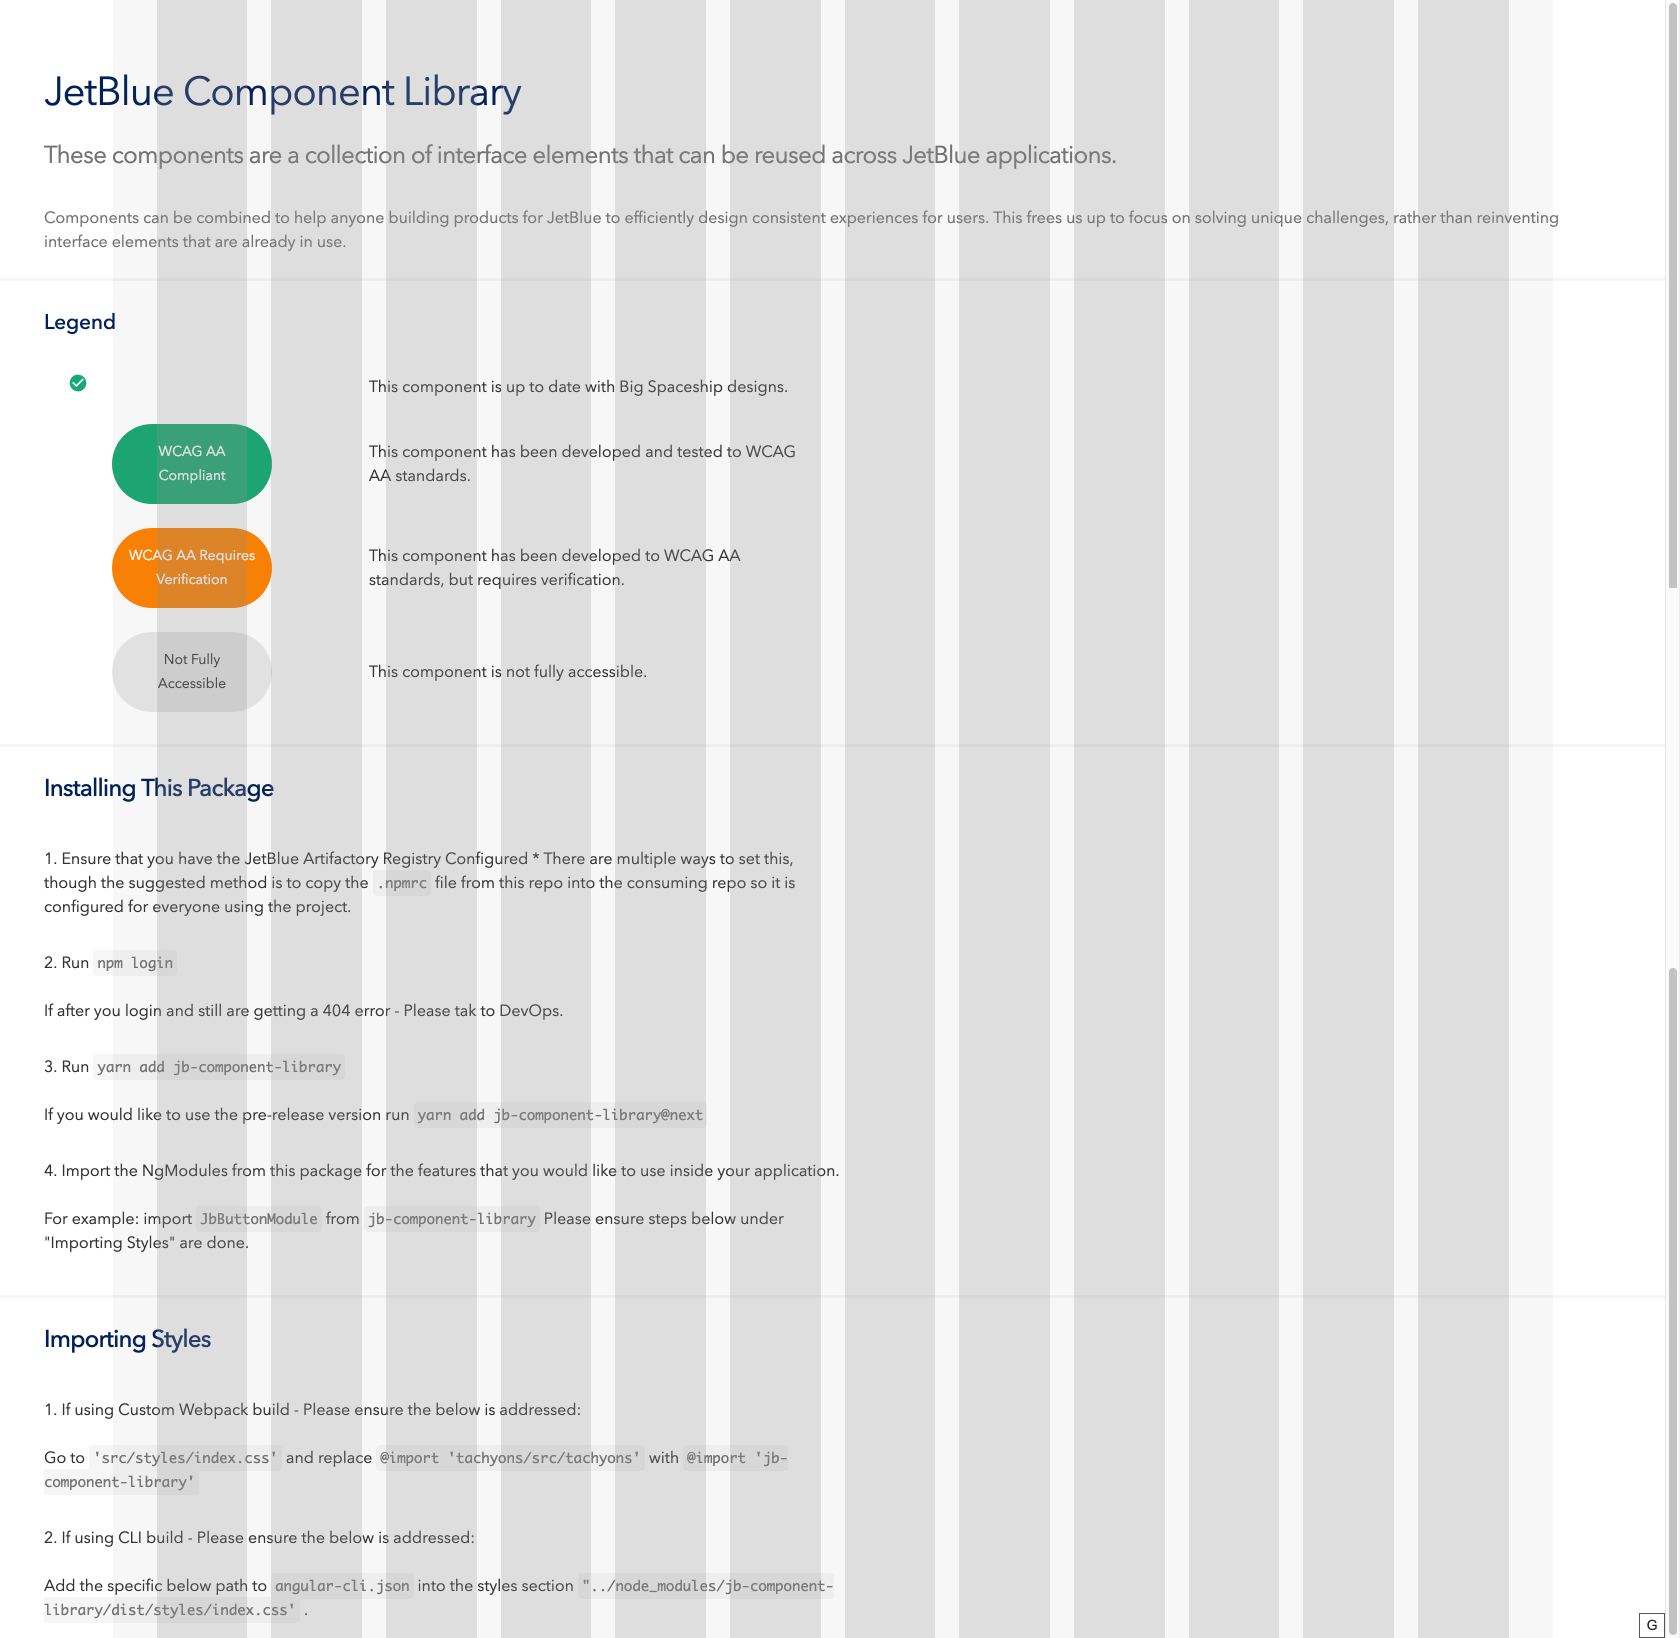 JetBlue Component Library
These components are a collection of interface elements that can be reused across JetBlue applications.
Components can be combined to help anyone building products for JetBlue to efficiently design consistent experiences for users. This frees us up to focus on solving unique challenges, rather than reinventing
interface elements that are already in use.
Legend
This component is up to date with Big Spaceship designs.
WCAG AA
Compliant
This component has been developed and tested to WCAG
AA standards.
WCAG AA Requires
Verification
This component has been developed to WCAG AA
standards, but requires verification.
Not Fully
Accessible
This component is not fully accessible.
Installing This Package
1. Ensure that you have the JetBlue Artifactory Registry Configured * There are multiple ways to set this,
though the suggested method is to copy the .npmrc file from this repo into the consuming repo so it is
configured for everyone using the project.
2. Run npm login
If after you login and still are getting a 404 error - Please tak to DevOps.
3. Run yarn add jb-component-library
If you would like to use the pre-release version run yarn add jb-component-library@next
4. Import the NgModules from this package for the features that you would like to use inside your application.
For example: import JbButtonModule from jb-component-library Please ensure steps below under
"Importing Styles" are done.
Importing Styles
1. If using Custom Webpack build - Please ensure the below is addressed:
Go to 'src/styles/index.css' and replace @import 'tachyons/src/tachyons' with @import 'jb-
component-library'
2. If using CLI build - Please ensure the below is addressed:
Add the specific below path to angular-cli.json into the styles section "../node_modules/jb-component-
library/dist/styles/index.css' .
G